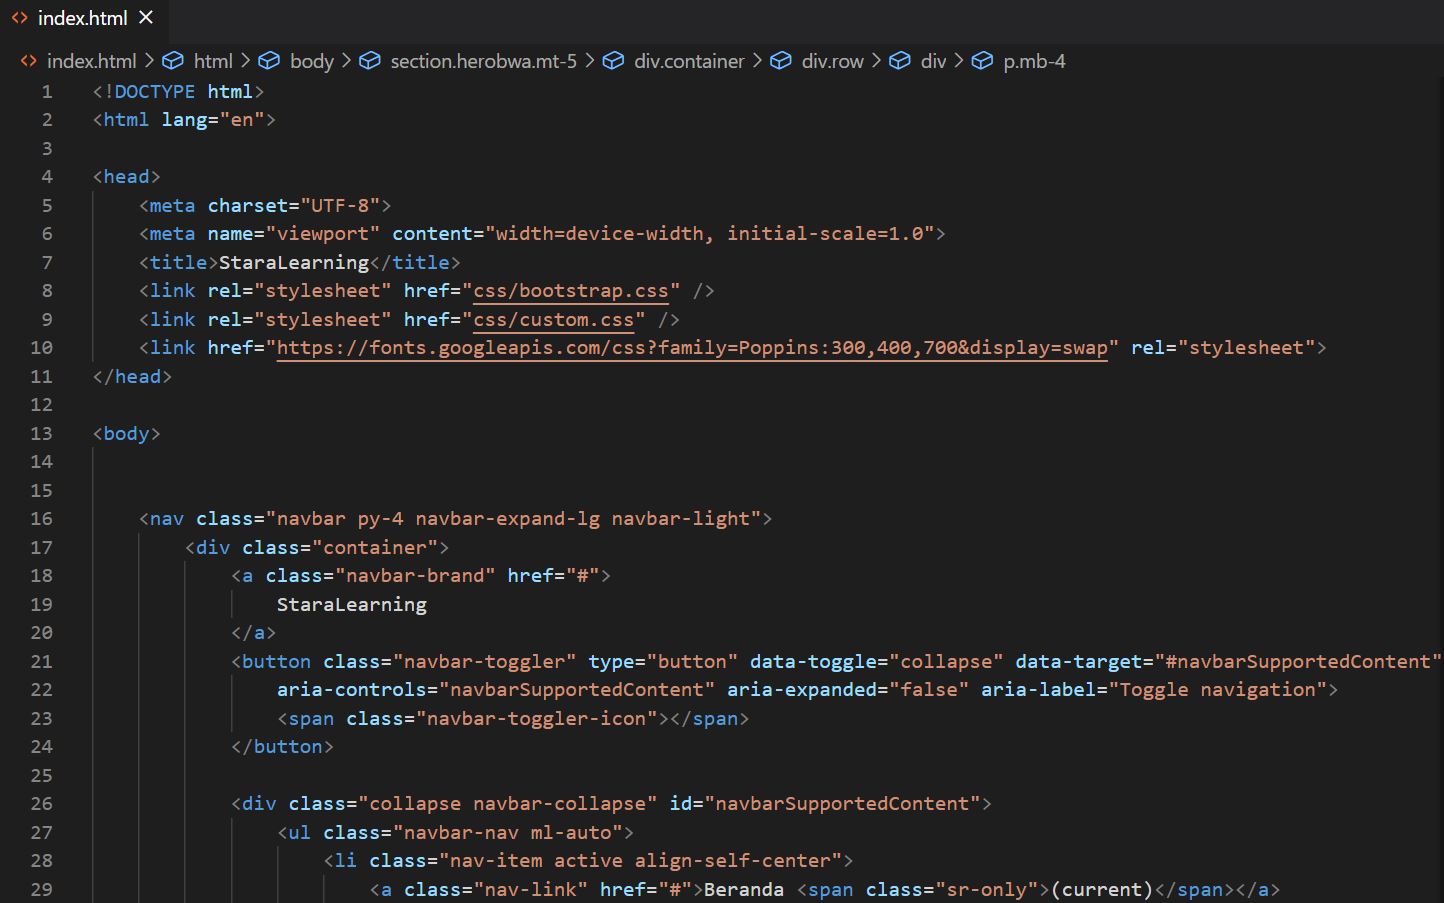 index.html
index.html > html > body > section.herobwa.mt-5 > div.container > div.row > div > p.mb-4
1 <!DOCTYPE html>
2 <html lang="en">
3
4 <head>
5     <meta charset="UTF-8">
6     <meta name="viewport" content="width=device-width, initial-scale=1.0">
7     <title>StaraLearning</title>
8     <link rel="stylesheet" href="css/bootstrap.css" />
9     <link rel="stylesheet" href="css/custom.css" />
10     <link href="https://fonts.googleapis.com/css?family=Poppins:300,400,700&display=swap" rel="stylesheet">
11 </head>
12
13 <body>
14
15
16     <nav class="navbar py-4 navbar-expand-lg navbar-light">
17         <div class="container">
18             <a class="navbar-brand" href="#">
19                 StaraLearning
20             </a>
21             <button class="navbar-toggler" type="button" data-toggle="collapse" data-target="#navbarSupportedContent"
22                 aria-controls="navbarSupportedContent" aria-expanded="false" aria-label="Toggle navigation">
23                 <span class="navbar-toggler-icon"></span>
24             </button>
25
26             <div class="collapse navbar-collapse" id="navbarSupportedContent">
27                 <ul class="navbar-nav ml-auto">
28                     <li class="nav-item active align-self-center">
29                         <a class="nav-link" href="#">Beranda <span class="sr-only">(current)</span></a>